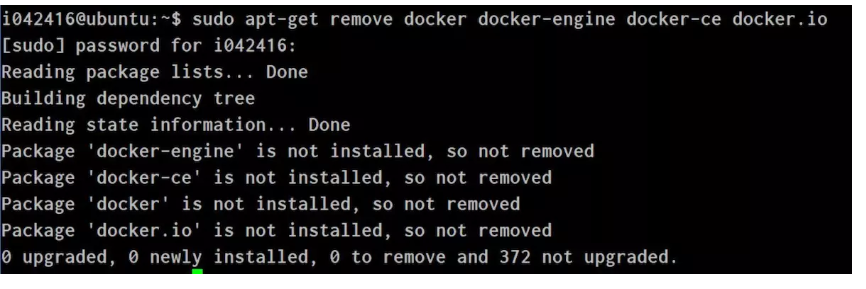 i042416@ubuntu:~$ sudo apt-get remove docker docker-engine docker-ce docker.io
[sudo] password for i042416:
Reading package lists... Done
Building dependency tree
Reading state information... Done
Package 'docker-engine' is not installed, so not removed
Package 'docker-ce' is not installed, so not removed
Package 'docker' is not installed, so not removed
Package 'docker.io' is not installed, so not removed
0 upgraded, 0 newly installed, 0 to remove and 372 not upgraded.